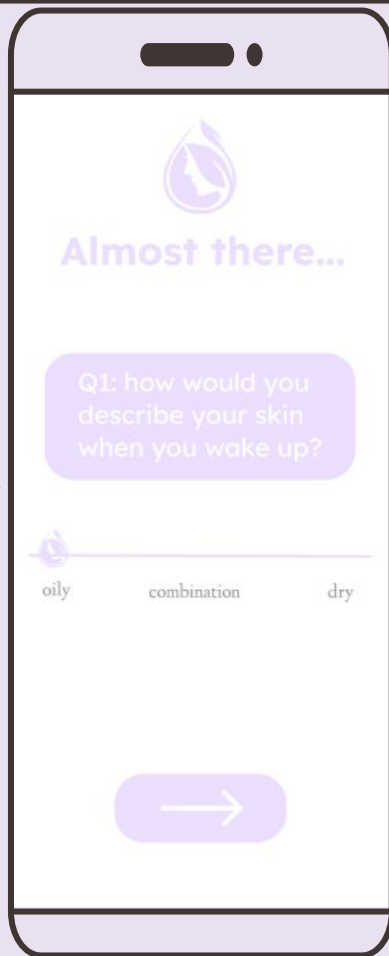 Almost there...
Q1: how would you
describe your skin
when you wake up?
oily combination dry